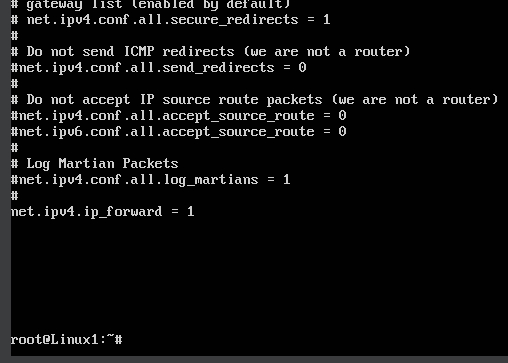 # gateway list (enabled by default)
# net.ipv4.conf.all.secure_redirects = 1
#
# Do not send ICMP redirects (we are not a router)
#net.ipv4.conf.all.send_redirects = 0
#
# Do not accept IP source route packets (we are not a router)
#net.ipv4.conf.all.accept_source_route = 0
#net.ipv6.conf.all.accept_source_route = 0
#
# Log Martian Packets
#net.ipv4.conf.all.log_martians = 1
#
net.ipv4.ip_forward = 1
root@Linux1:~#